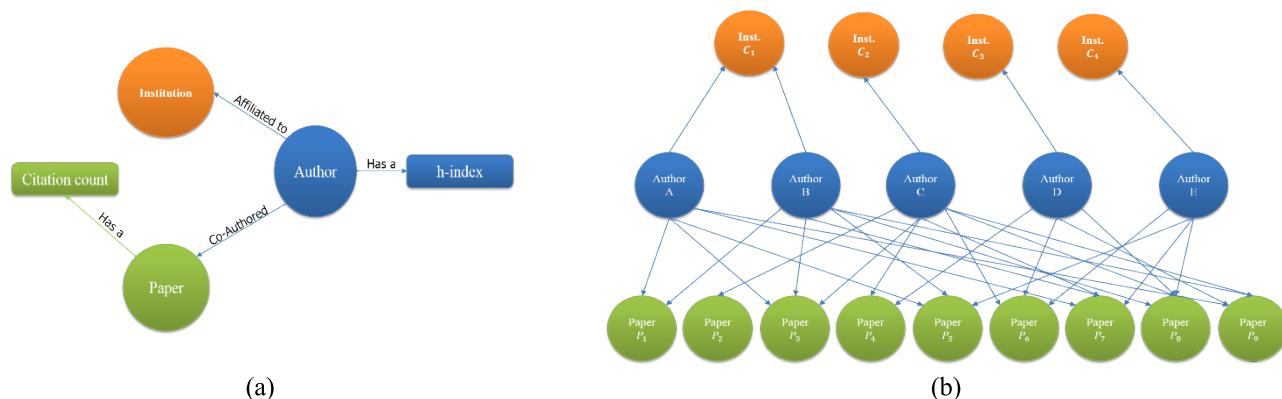 Institution
Affiliated to
Author
Has a
h-index
Citation count
Has a
Co-Authored
Paper
(a)
Inst.
C₁
Inst.
C₂
Inst.
C₃
Inst.
C₄
Author
A
Author
B
Author
C
Author
D
Author
E
Paper
P₁
Paper
P₂
Paper
P₃
Paper
P₄
Paper
P₅
Paper
P₆
Paper
P₇
Paper
P₈
Paper
P₉
(b)